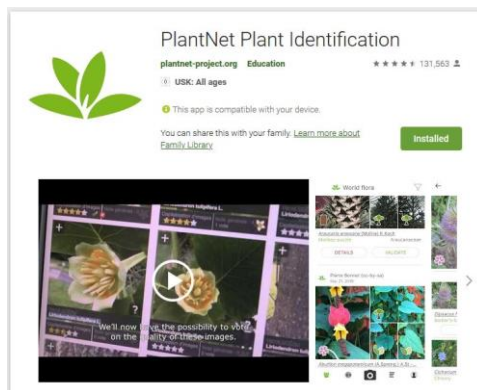 PlantNet Plant Identification
plantnet-project.org Education 131,563
USK: All ages
This app is compatible with your device.
You can share this with your family. Learn more about
Family Library
Installed
World flora
DETAILS
We'll now have the possibility to vote
on the quality of these images.